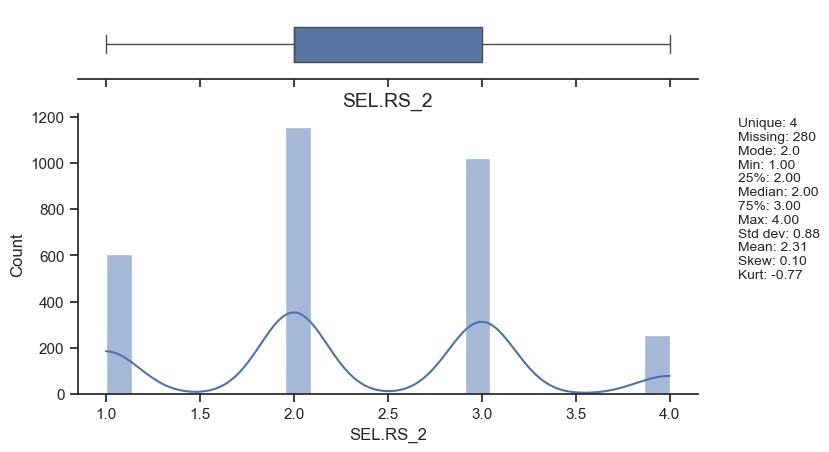 SEL.RS_2
1200
1000
800
600
400
200
0
Count
1.0 1.5 2.0 2.5 3.0 3.5 4.0
SEL.RS_2
Unique: 4
Missing: 280
Mode: 2.0
Min: 1.00
25%: 2.00
Median: 2.00
75%: 3.00
Max: 4.00
Std dev: 0.88
Mean: 2.31
Skew: 0.10
Kurt: -0.77